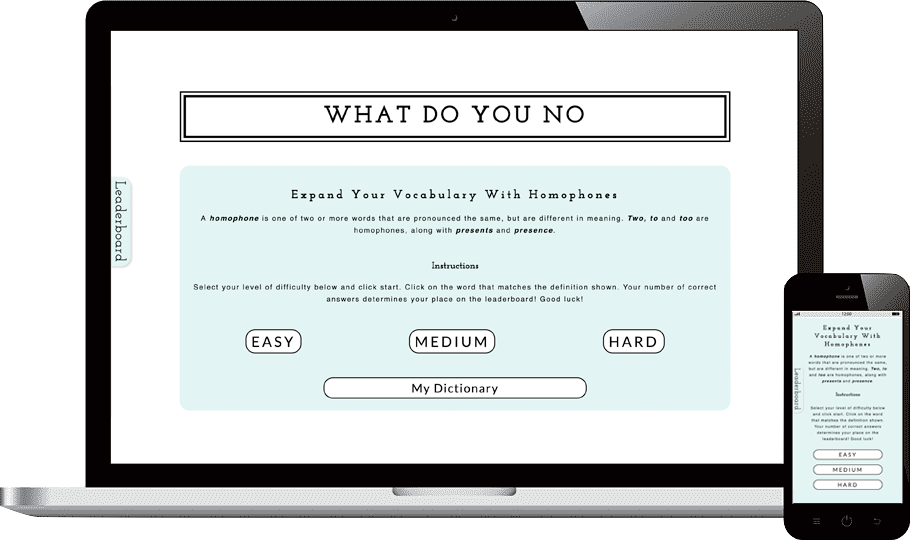 WHAT DO YOU NO
Leaderboard
Expand Your Vocabulary With Homophones
A homophone is one of two or more words that are pronounced the same, but are different in meaning. Two, to and too are
homophones, along with presents and presence.
Instructions
Select your level of difficulty below and click start. Click on the word that matches the definition shown. Your number of correct
answers determines your place on the leaderboard! Good luck!
EASY MEDIUM HARD
My Dictionary
12:00
Expand Your
Vocabulary With
Homophones
A homophone is one of two or more
words that are pronounced the same,
but are different in meaning. Two, to
and too are homophones, along with
presents and presence.
Leaderboard
Instructions
Select your level of difficulty below
and click start. Click on the word
that matches the definition shown.
Your number of correct answers
determines your place on the
leaderboard! Good luck!
EASY
MEDIUM
HARD